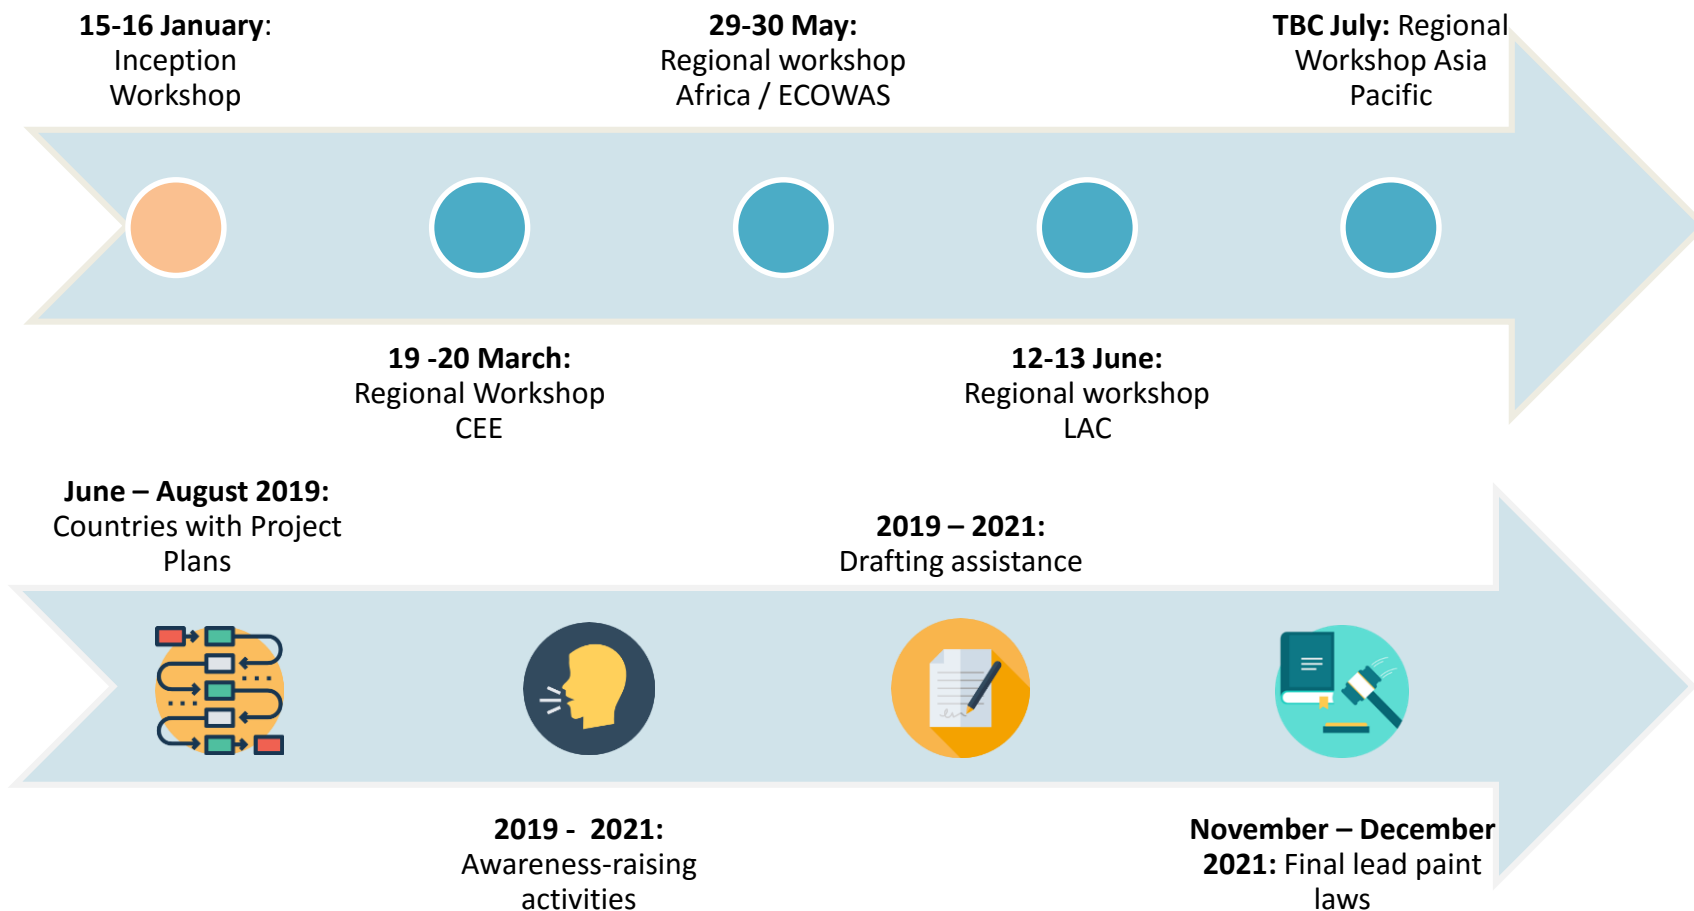 15-16 January:
Inception
Workshop
29-30 May:
Regional workshop
Africa / ECOWAS
TBC July: Regional
Workshop Asia
Pacific
19 -20 March:
Regional Workshop
CEE
12-13 June:
Regional workshop
LAC
June – August 2019:
Countries with Project
Plans
2019 – 2021:
Drafting assistance
2019 -  2021:
Awareness-raising
activities
November – December
2021: Final lead paint
laws